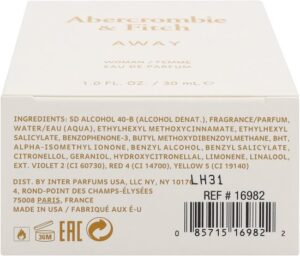 Abercrombie
& Fitch
AWAY
WOMAN / FEMME
EAU DE PARFUM
1.0 FL. OZ. / 30 mL e
INGREDIENTS: SD ALCOHOL 40-B (ALCOHOL DENAT.), FRAGRANCE/PARFUM,
WATER/EAU (AQUA), ETHYLHEXYL METHOXYCINNAMATE, ETHYLHEXYL
SALICYLATE, BENZOPHENONE-3, BUTYL METHOXYDIBENZOYLMETHANE, BHT,
ALPHA-ISOMETHYL IONONE, BENZYL ALCOHOL, BENZYL SALICYLATE,
CITRONELLOL, GERANIOL, HYDROXYCITRONELLAL, LIMONENE, LINALOOL,
EXT. VIOLET 2 (CI 60730), RED 4 (CI 14700), YELLOW 5 (CI 19140)
DIST. BY INTER PARFUMS USA, LLC NY, NY 10176
4, ROND-POINT DES CHAMPS-ÉLYSÉES
75008 PARIS, FRANCE
MADE IN USA / FABRIQUÉ AUX É-U
LH31
REF # 16982
36M
EAC
0 85715 16982 2